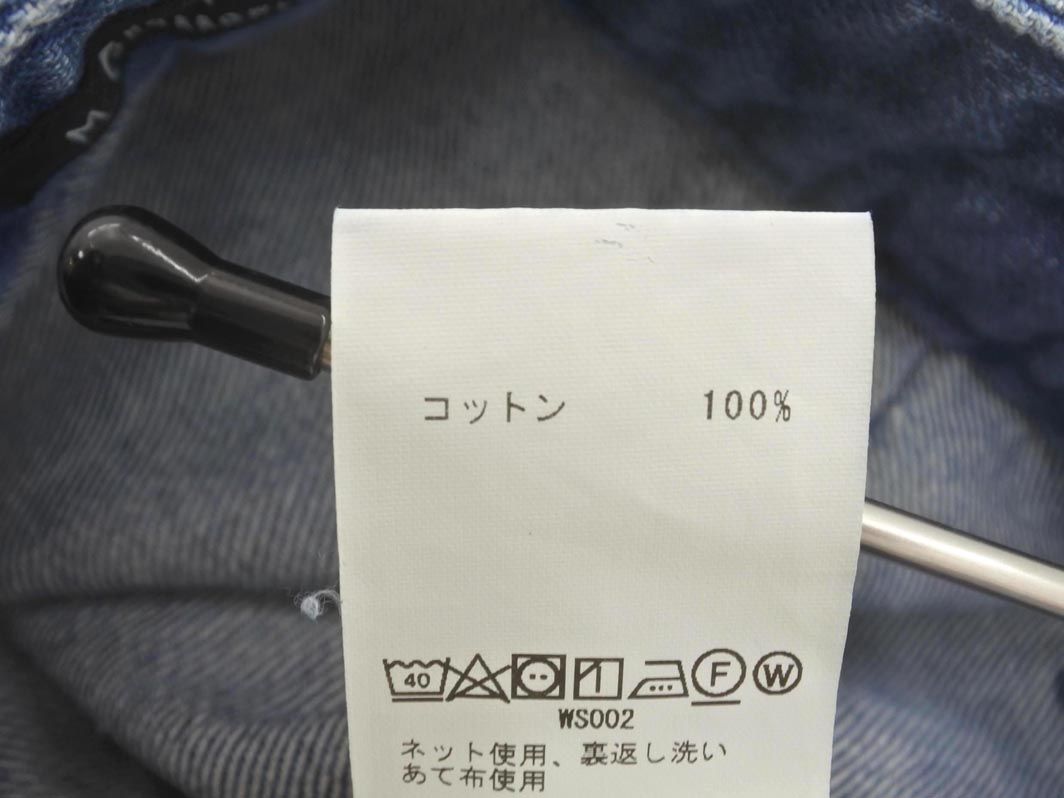 コットン 100%
40 F W
WS002
ネット使用、裏返し洗い
あて布使用